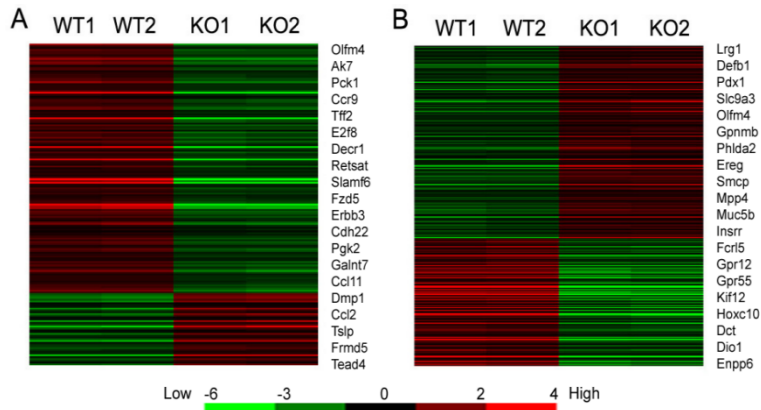 A
WT1 WT2 KO1 KO2
Olfm4
Ak7
Pck1
Ccr9
Tff2
E2f8
Decr1
Retsat
Slamf6
Fzd5
Erbb3
Cdh22
Pgk2
Galnt7
Ccl11
Dmp1
Ccl2
Tslp
Frmd5
Tead4
B
WT1 WT2 KO1 KO2
Lrg1
Defb1
Pdx1
Slc9a3
Olfm4
Gpnmb
Phlda2
Ereg
Smcp
Mpp4
Muc5b
Insrr
Fcrl5
Gpr12
Gpr55
Kif12
Hoxc10
Dct
Dio1
Enpp6
Low -6 -3 0 2 4 High